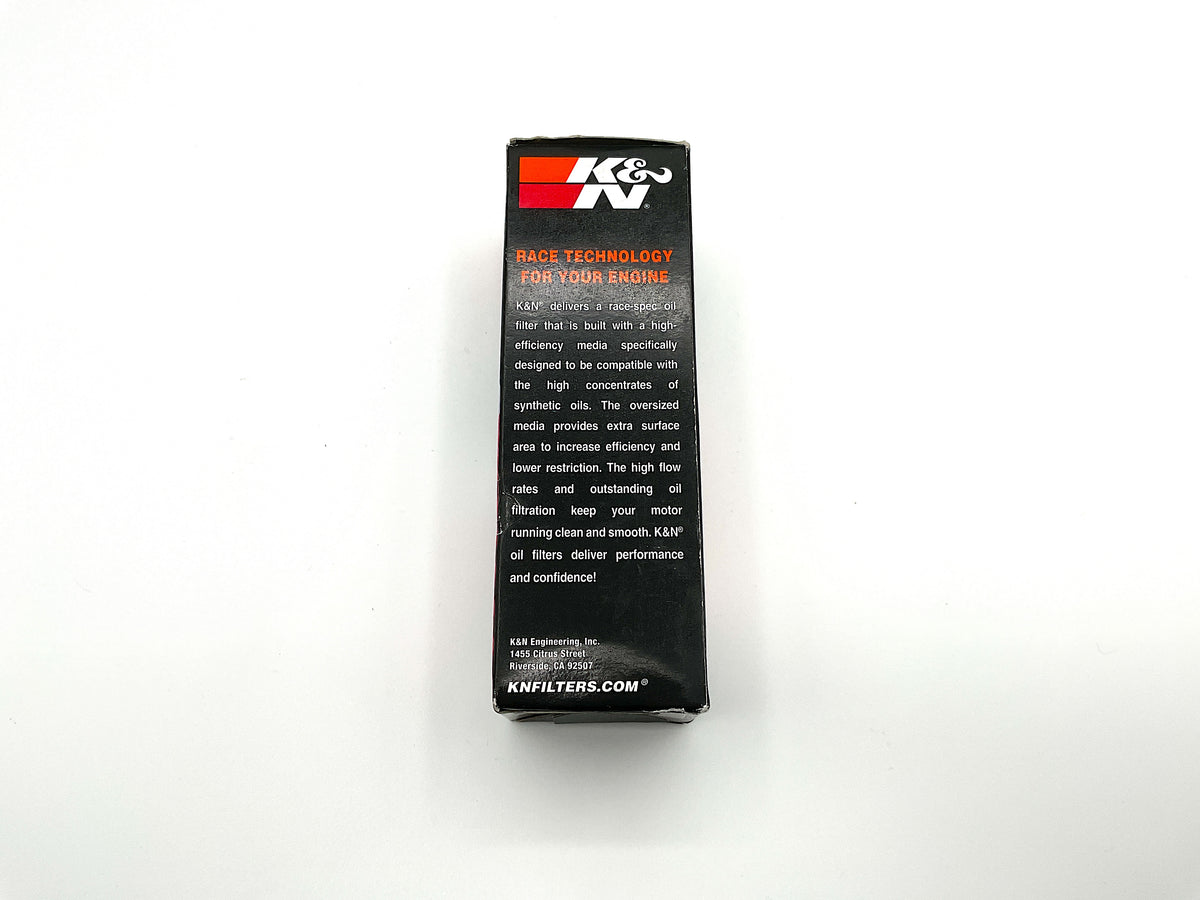 K&
N®
RACE TECHNOLOGY
FOR YOUR ENGINE
K&N® delivers a race-spec oil
filter that is built with a high-
efficiency media specifically
designed to be compatible with
the high concentrates of
synthetic oils. The oversized
media provides extra surface
area to increase efficiency and
lower restriction. The high flow
rates and outstanding oil
filtration keep your motor
running clean and smooth. K&N®
oil filters deliver performance
and confidence!
K&N Engineering, Inc.
1455 Citrus Street
Riverside, CA 92507
KNFILTERS.COM®